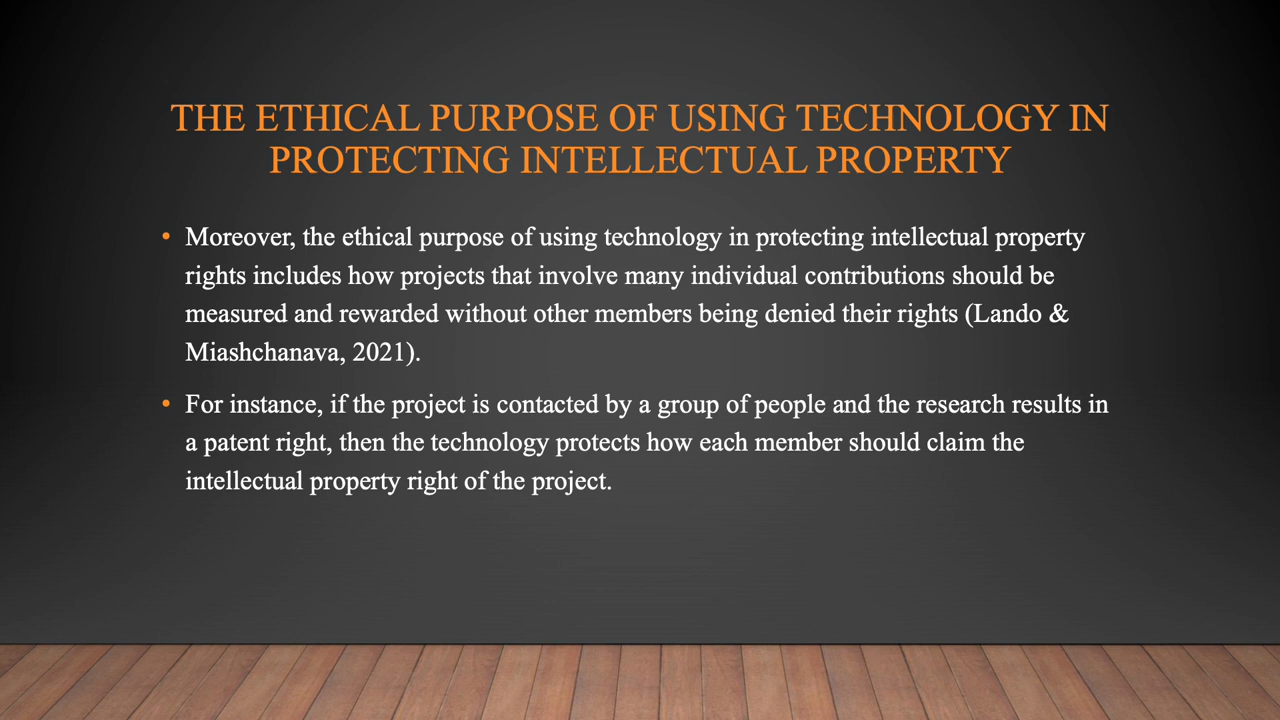 THE ETHICAL PURPOSE OF USING TECHNOLOGY IN
PROTECTING INTELLECTUAL PROPERTY
• Moreover, the ethical purpose of using technology in protecting intellectual property
rights includes how projects that involve many individual contributions should be
measured and rewarded without other members being denied their rights (Lando &
Miashchanava, 2021).
• For instance, if the project is contacted by a group of people and the research results in
a patent right, then the technology protects how each member should claim the
intellectual property right of the project.